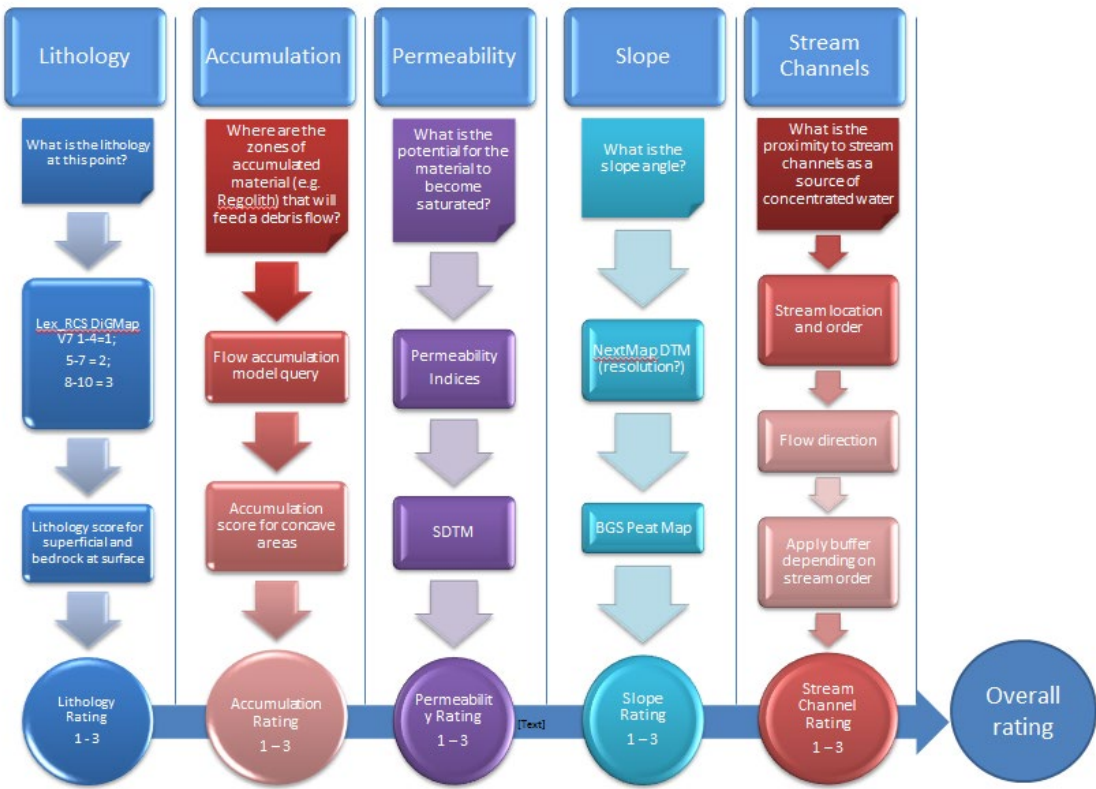 Lithology
What is the lithology
at this point?
Lex_RCS DiGMap
V7 1-4=1;
5-7 = 2;
8-10 = 3
Lithology score for
superficial and
bedrock at surface
Lithology
Rating
1 - 3
Accumulation
Where are the
zones of
accumulated
material (e.g.
Regolith) that will
feed a debris flow?
Flow accumulation
model query
Accumulation
score for concave
areas
Accumulation
Rating
1 – 3
Permeability
What is the
potential for the
material to
become
saturated?
Permeability
Indices
SDTM
Permeabilit
y Rating
1 – 3
[Text]
Slope
What is the
slope angle?
NextMap DTM
(resolution?)
BGS Peat Map
Slope
Rating
1 – 3
Stream
Channels
What is the
proximity to stream
channels as a
source of
concentrated water
Stream location
and order
Flow direction
Apply buffer
depending on
stream order
Stream
Channel
Rating
1 – 3
Overall
rating